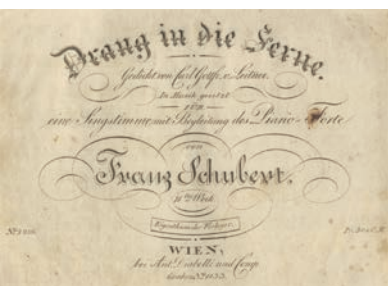 Drang in die Ferne.
Gedicht von Carl Gottfr. v. Leitner.
In Musik gesetzt
FÜR
eine Singstimme mit Begleitung des Piano-Forte
von
Franz Schubert.
Werk
Eigenthum der Verleger.
WIEN,
bei Ant. Diabelli und Comp.
Graben No. 1133.